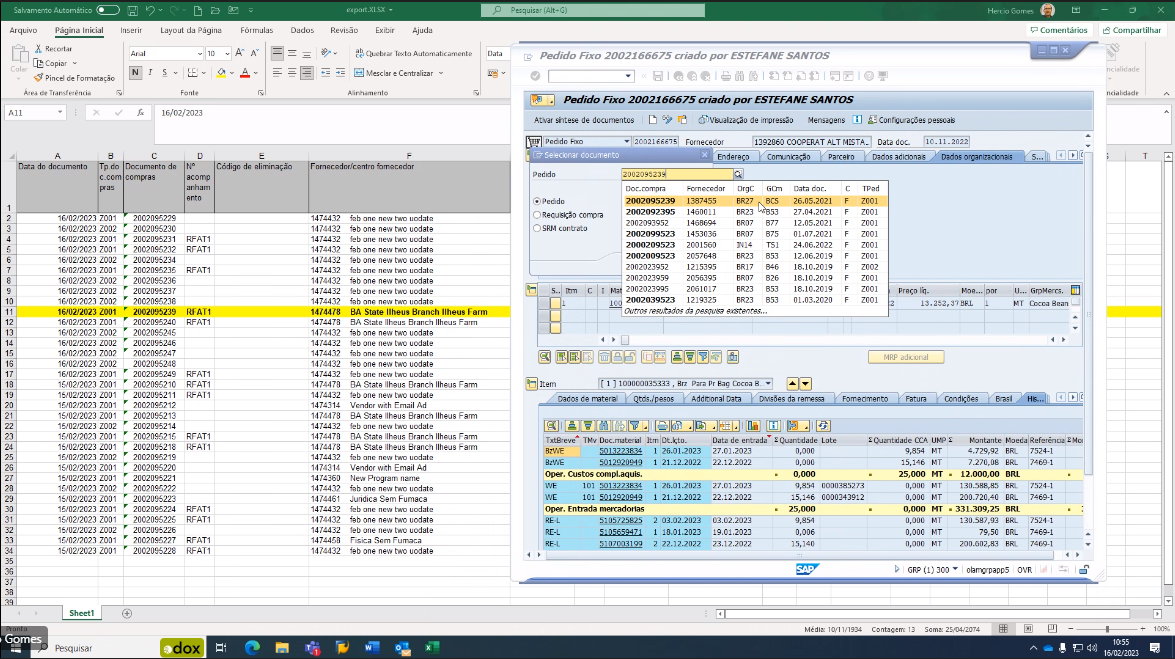 Salvamento Automático
export.XLSX
Pesquisar (Alt+G)
Hercio Gomes
Arquivo Página Inicial Inserir Layout da Página Fórmulas Dados Revisão Exibir Ajuda
Comentários Compartilhar
Colar
Recortar
Copiar
Pincel de Formatação
Área de Transferência
Arial 10
N I S
Fonte
Quebrar Texto Automaticamente
Mesclar e Centralizar
Alinhamento
Data
A11 16/02/2023
A B C D E F T
1 Data do documento Tp do c.com pras Documento de compras Nº acomp anham ento Código de eliminação Fornecedor/centro fornecedor
2 16/02/2023 Z001 2002095229 1474432 feb one new two uodate
3 16/02/2023 Z002 2002095230 1474432 feb one new two uodate
4 16/02/2023 Z001 2002095231 RFAT1 1474432 feb one new two uodate
5 16/02/2023 Z001 2002095232 RFAT1 1474432 feb one new two uodate
6 16/02/2023 Z002 2002095234 1474432 feb one new two uodate
7 16/02/2023 Z001 2002095235 RFAT1 1474432 feb one new two uodate
8 16/02/2023 Z002 2002095236 1474432 feb one new two uodate
9 16/02/2023 Z002 2002095237 1474432 feb one new two uodate
10 16/02/2023 Z002 2002095238 1474432 feb one new two uodate
11 16/02/2023 Z001 2002095239 RFAT1 1474478 BA State Ilheus Branch Ilheus Farm
12 16/02/2023 Z001 2002095240 RFAT1 1474478 BA State Ilheus Branch Ilheus Farm
13 16/02/2023 Z002 2002095245 1474432 feb one new two uodate
14 16/02/2023 Z002 2002095246 1474432 feb one new two uodate
15 16/02/2023 Z001 2002095247 1474432 feb one new two uodate
16 16/02/2023 Z002 2002095248 1474432 feb one new two uodate
17 15/02/2023 Z001 2002095249 RFAT1 1474432 feb one new two uodate
18 15/02/2023 Z001 2002095210 RFAT1 1474478 BA State Ilheus Branch Ilheus Farm
19 15/02/2023 Z001 2002095211 RFAT1 1474478 BA State Ilheus Branch Ilheus Farm
20 15/02/2023 Z001 2002095212 1474314 Vendor with Email Ad
21 15/02/2023 Z001 2002095213 1474478 BA State Ilheus Branch Ilheus Farm
22 15/02/2023 Z001 2002095214 1474432 feb one new two uodate
23 15/02/2023 Z001 2002095217 RFAT1 1474478 BA State Ilheus Branch Ilheus Farm
24 15/02/2023 Z001 2002095218 RFAT1 1474478 BA State Ilheus Branch Ilheus Farm
26 15/02/2023 Z001 2002095220 1474314 Vendor with Email Ad
27 15/02/2023 Z001 2002095221 1474360 New Program name
28 15/02/2023 Z001 2002095222 1474432 feb one new two uodate
29 15/02/2023 Z001 2002095223 1474461 Juridica Sem Fumaca
30 15/02/2023 Z001 2002095224 RFAT1 1474432 feb one new two uodate
31 15/02/2023 Z001 2002095225 RFAT1 1474432 feb one new two uodate
32 15/02/2023 Z002 2002095226 1474432 feb one new two uodate
33 15/02/2023 Z001 2002095227 RFAT1 1474458 Fisica Sem Fumaca
34 15/02/2023 Z001 2002095228 RFAT1 1474432 feb one new two uodate
35
36
37
38
39
Pedido Fixo 2002166675 criado por ESTEFANE SANTOS
Pedido Fixo 2002166675 criado por ESTEFANE SANTOS
Ativar síntese de documentos Visualização de impressão Mensagens Configurações pessoais
Pedido Fixo 2002166675 Fornecedor 1392860 COOPERAT ALT MISTA Data doc. 10.11.2022
Selecionar documento
Endereço Comunicação Parceiro Dados adicionais Dados organizacionais S...
Pedido 2002095239
Pedido
Requisição compra
SRM contrato
Doc.compra Fornecedor OrgC GCm Data doc. C TPed
2002095239 1387455 BR27 BCS 26.05.2021 F Z001
2002092395 1460011 BR23 B53 27.04.2021 F Z001
2002093952 1468694 BR07 B77 12.05.2021 F Z001
2002095239 1453036 BR07 B75 01.07.2021 F Z001
2000209523 2001560 IN14 TS1 24.06.2022 F Z001
2002009523 2057648 BR23 B53 12.06.2019 F Z001
2002023952 1215395 BR17 B46 18.10.2019 F Z002
2002023959 2056395 BR07 B26 18.10.2019 F Z001
2002023995 2061017 BR23 B53 18.10.2019 F Z001
2002039523 1219325 BR23 B53 01.03.2020 F Z001
Outros resultados da pesquisa existentes...
S.. Itm C I Preço líq. Moe... por U... GrpMercs.
1 13.252,37 BRL 1 MT Cocoa Bean
MRP adicional
Item [ 1 ] 100000035333 , Brz Para Pr Bag Cocoa B...
Dados de material Qtds./pesos Additional Data Divisões da remessa Fornecimento Fatura Condições Brasil His...
TxtBreve TMv Doc.material Itm Dt.lçto. Data de entrada Σ Quantidade Lote Σ Quantidade CCA UMP Σ Montante Moeda Referência Σ Mon
BzWE 5013223834 1 26.01.2023 27.01.2023 0,000 9,854 MT 4.729,92 BRL 7524-1
BzWE 5012920949 1 21.12.2022 22.12.2022 0,000 15,146 MT 7.270,08 BRL 7469-1
Oper. Custos compl.aquis. 0,000 25,000 MT 12.000,00 BRL
WE 101 5013223834 1 26.01.2023 27.01.2023 9,854 0000385273 0,000 MT 130.588,85 BRL 7524-1
WE 101 5012920949 1 21.12.2022 22.12.2022 15,146 0000343912 0,000 MT 200.720,40 BRL 7469-1
Oper. Entrada mercadorias 25,000 0,000 MT 331.309,25 BRL
RE-L 5105725825 2 03.02.2023 03.02.2023 9,854 0,000 MT 130.587,93 BRL 7524-1
RE-L 5105659471 1 18.01.2023 19.01.2023 0,006 0,000 MT 79,50 BRL 7469-1
RE-L 5107003199 2 22.12.2022 23.12.2022 15,140 0,000 MT 200.602,83 BRL 7469-1
SAP
GRP (1) 300 olamgrpapp5 OVR
Sheet1
Pronto
Média: 10/11/1934 Contagem: 13 Soma: 25/04/2074
100%
Gomes
Pesquisar
dox
10:55
16/02/2023